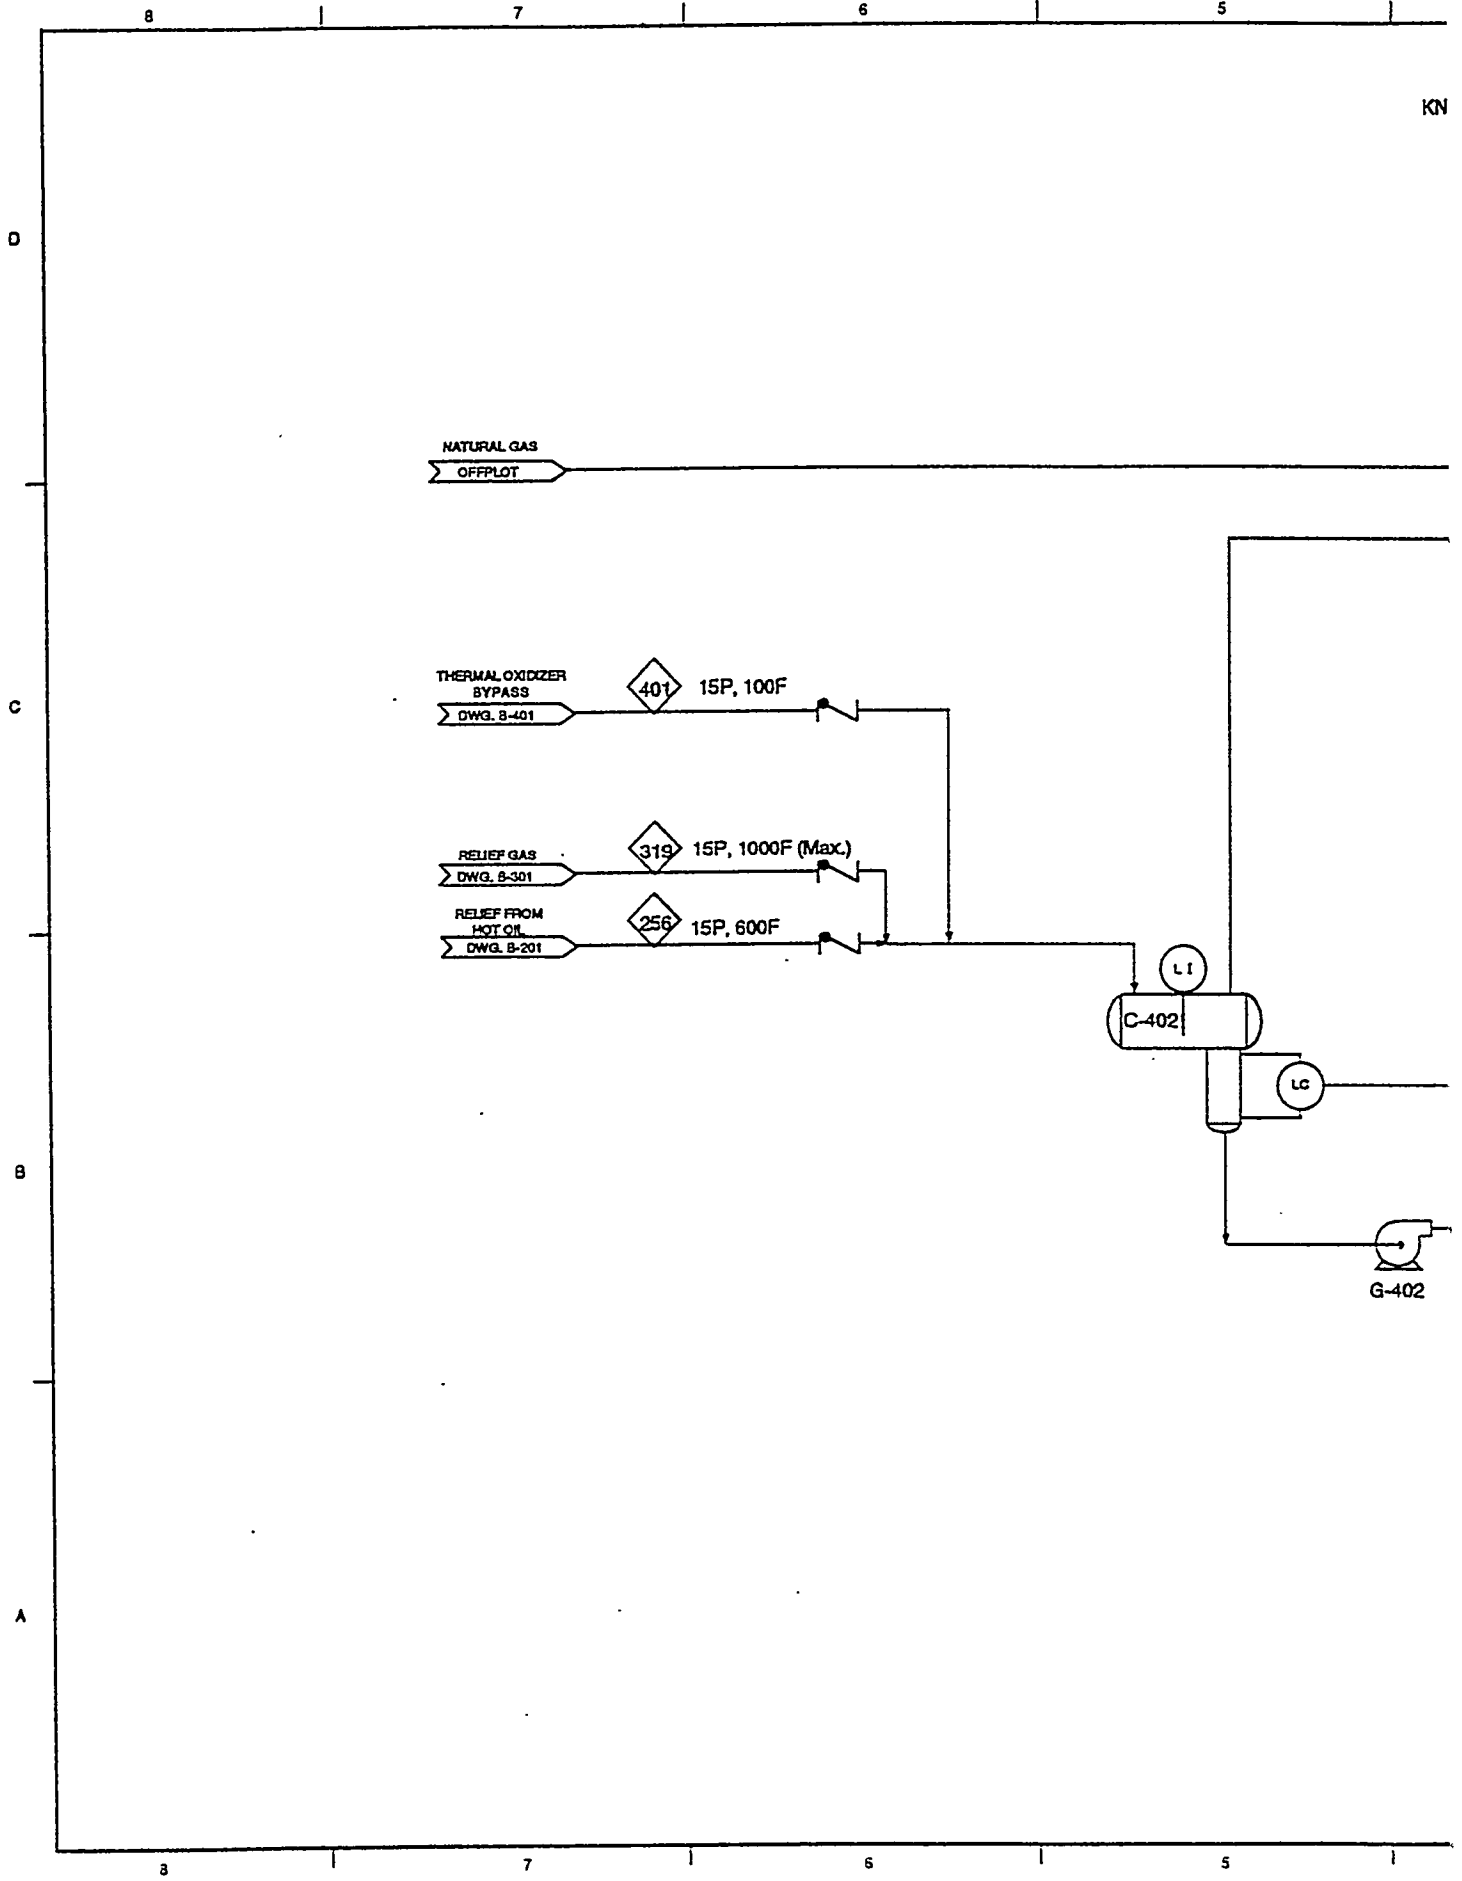 8 7 6 5
KN
D
NATURAL GAS
OFFPLOT
THERMAL OXIDIZER
BYPASS
DWG. B-401
401
15P, 100F
C
RELIEF GAS
DWG. B-301
319
15P, 1000F (Max.)
RELIEF FROM
HOT OIL
DWG. B-201
256
15P, 600F
LI
C-402
LC
B
G-402
A
8 7 6 5